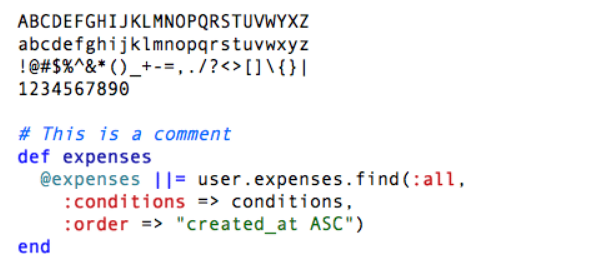 ABCDEFGHIJKLMNOPQRSTUVWYXZ
abcdefghijklmnopqrstuvwxyz
!@#$%^&*()_+-=,./?<>[]\{}|
1234567890

# This is a comment
def expenses
  @expenses ||= user.expenses.find(:all,
    :conditions => conditions,
    :order => "created_at ASC")
end